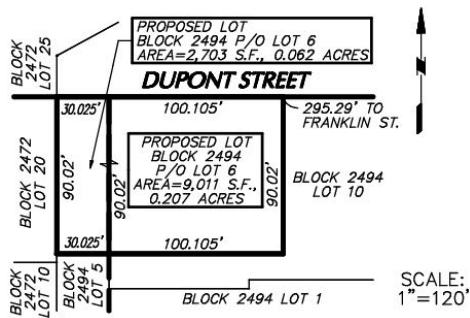 PROPOSED LOT
BLOCK 2494 P/O LOT 6
AREA=2,703 S.F., 0.062 ACRES
BLOCK
2472
LOT 25
DUPONT STREET
30.025'
100.105'
295.29' TO
FRANKLIN ST.
N
BLOCK 2472
LOT 20
90.02'
90.02'
PROPOSED LOT
BLOCK 2494
P/O LOT 6
AREA=9,011 S.F.,
0.207 ACRES
90.02'
BLOCK 2494
LOT 10
30.025'
100.105'
BLOCK
2472
LOT 10
BLOCK
2494
LOT 5
BLOCK 2494 LOT 1
SCALE:
1"=120'